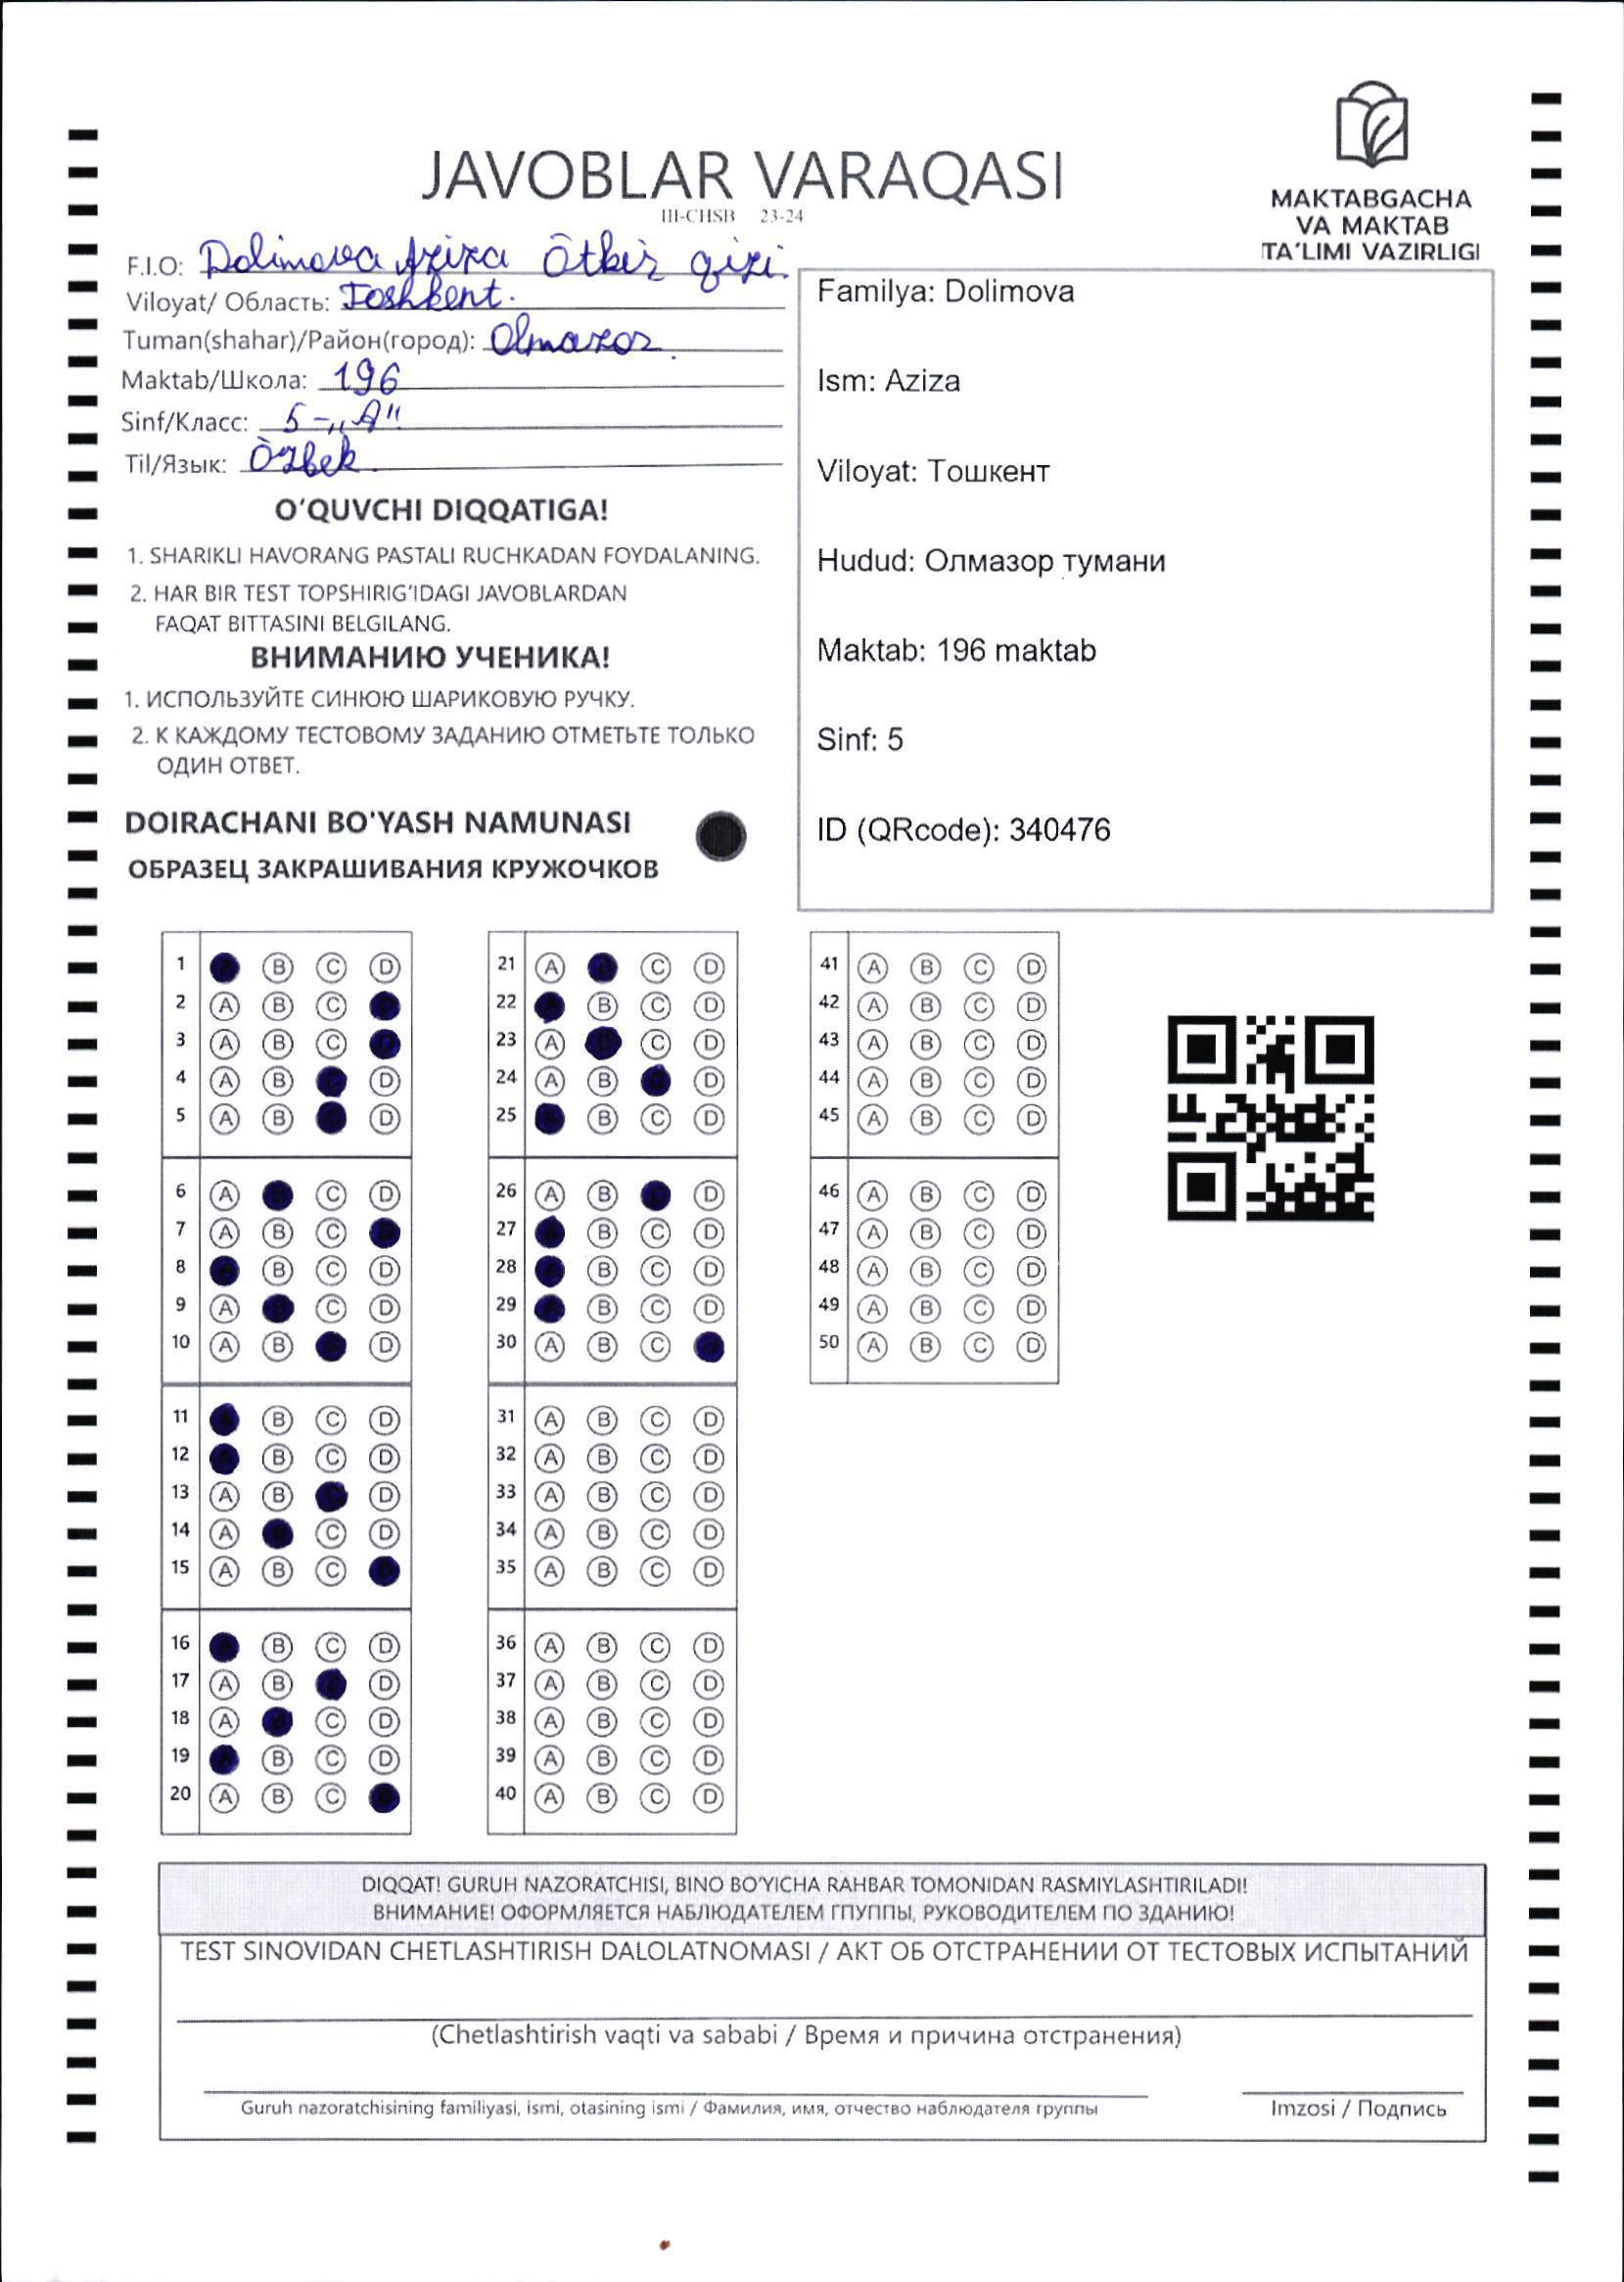 JAVOBLAR VARAQASI
III-CHSB 23-24
MAKTABGACHA
VA MAKTAB
TA'LIMI VAZIRLIGI
F.I.O: Dolimova Aziza Ôtkir qizi.
Viloyat/ Область: Toshkent.
Tuman(shahar)/Район(город): Olmazor.
Maktab/Школа: 196
Sinf/Класс: 5-„A"
Til/Язык: Òzbek.
Familya: Dolimova
Ism: Aziza
Viloyat: Тошкент
Hudud: Олмазор тумани
Maktab: 196 maktab
Sinf: 5
ID (QRcode): 340476
O'QUVCHI DIQQATIGA!
1. SHARIKLI HAVORANG PASTALI RUCHKADAN FOYDALANING.
2. HAR BIR TEST TOPSHIRIG'IDAGI JAVOBLARDAN
FAQAT BITTASINI BELGILANG.
ВНИМАНИЮ УЧЕНИКА!
1. ИСПОЛЬЗУЙТЕ СИНЮЮ ШАРИКОВУЮ РУЧКУ.
2. К КАЖДОМУ ТЕСТОВОМУ ЗАДАНИЮ ОТМЕТЬТЕ ТОЛЬКО
ОДИН ОТВЕТ.
DOIRACHANI BO'YASH NAMUNASI
ОБРАЗЕЦ ЗАКРАШИВАНИЯ КРУЖОЧКОВ
1 B C D
2 A B C
3 A B C
4 A B D
5 A B D
6 A C D
7 A B C
8 B C D
9 A C D
10 A B D
11 B C D
12 B C D
13 A B D
14 A C D
15 A B C
16 B C D
17 A B D
18 A C D
19 B C D
20 A B C
21 A C D
22 B C D
23 A C D
24 A B D
25 B C D
26 A B D
27 B C D
28 B C D
29 B C D
30 A B C
31 A B C D
32 A B C D
33 A B C D
34 A B C D
35 A B C D
36 A B C D
37 A B C D
38 A B C D
39 A B C D
40 A B C D
41 A B C D
42 A B C D
43 A B C D
44 A B C D
45 A B C D
46 A B C D
47 A B C D
48 A B C D
49 A B C D
50 A B C D
DIQQAT! GURUH NAZORATCHISI, BINO BO'YICHA RAHBAR TOMONIDAN RASMIYLASHTIRILADI!
ВНИМАНИЕ! ОФОРМЛЯЕТСЯ НАБЛЮДАТЕЛЕМ ГПУППЫ, РУКОВОДИТЕЛЕМ ПО ЗДАНИЮ!
TEST SINOVIDAN CHETLASHTIRISH DALOLATNOMASI / АКТ ОБ ОТСТРАНЕНИИ ОТ ТЕСТОВЫХ ИСПЫТАНИЙ
(Chetlashtirish vaqti va sababi / Время и причина отстранения)
Guruh nazoratchisining familiyasi, ismi, otasining ismi / Фамилия, имя, отчество наблюдателя группы
Imzosi / Подпись